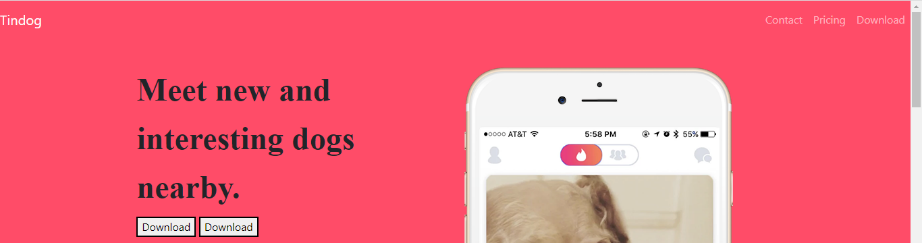 Tindog
Contact Pricing Download
Meet new and
interesting dogs
nearby.
Download Download
AT&T 5:58 PM 55%